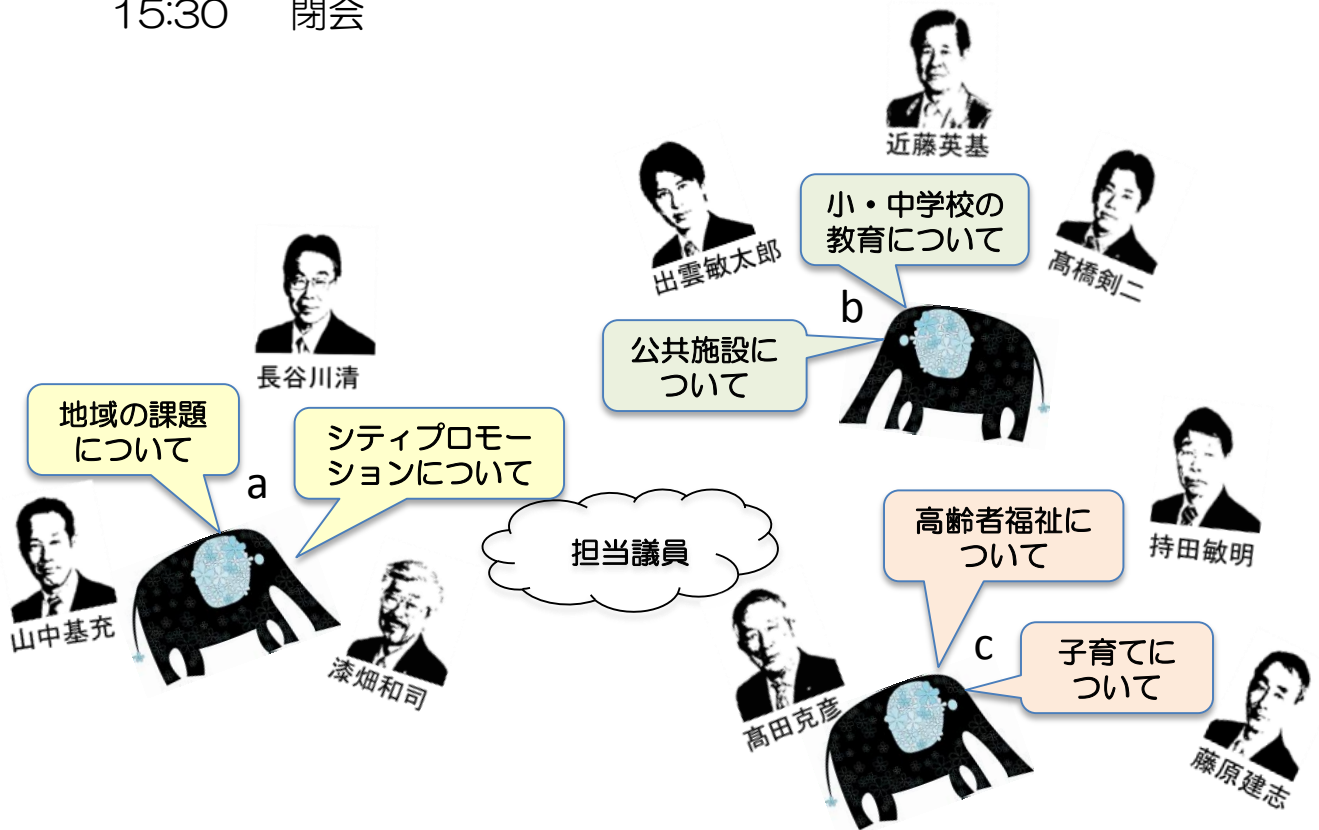 15:30 閉会
近藤英基
出雲敏太郎
小・中学校の
教育について
髙橋剣二
b
公共施設に
ついて
長谷川清
地域の課題
について
シティプロモー
ションについて
a
山中基充
漆畑和司
担当議員
高齢者福祉に
ついて
持田敏明
c
子育てに
ついて
髙田克彦
藤原建志